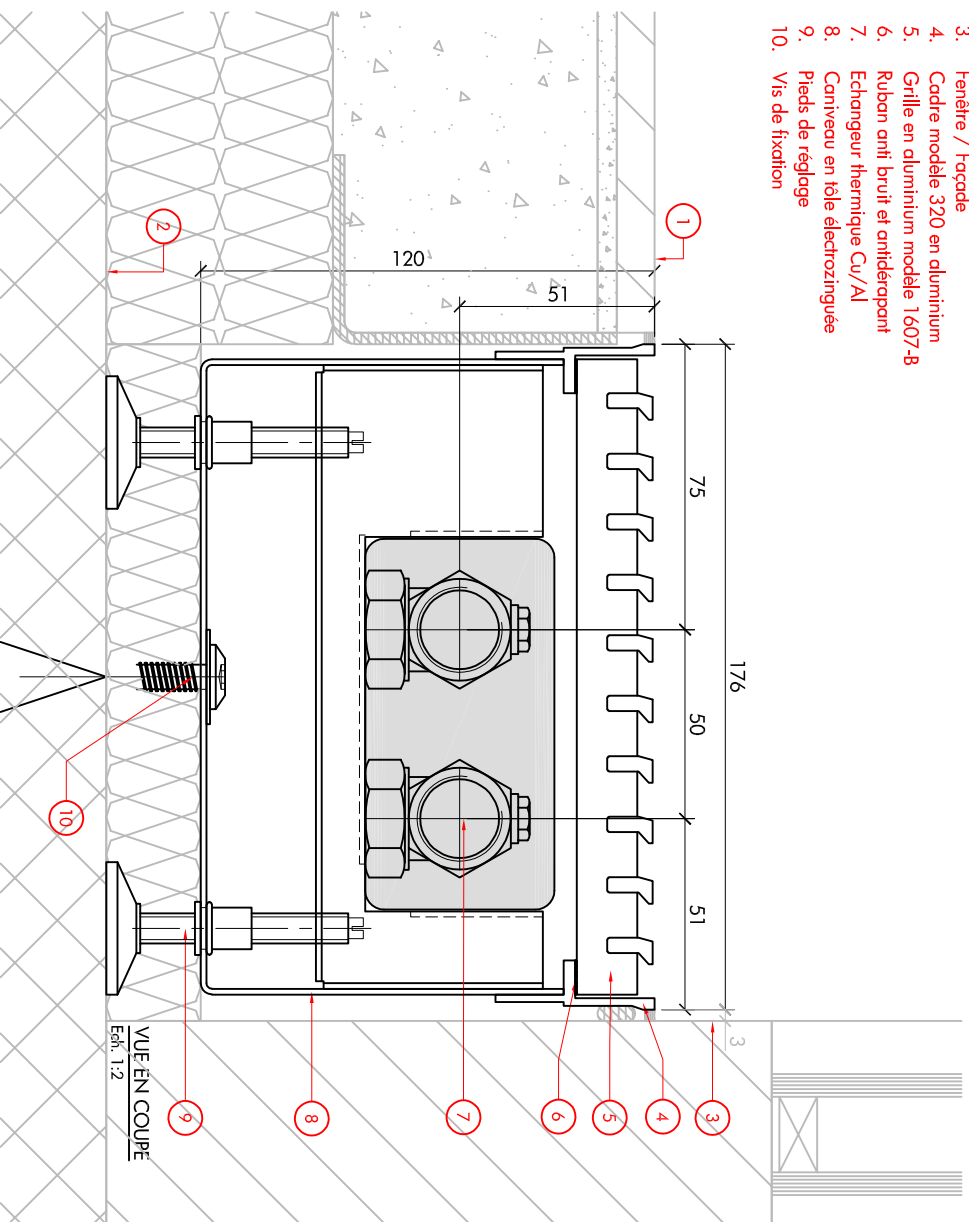 3. Fenêtre / Façade
4. Cadre modèle 320 en aluminium
5. Grille en aluminium modèle 1607-B
6. Ruban anti bruit et antidérapant
7. Echangeur thermique Cu/Al
8. Caniveau en tôle électrozinguée
9. Pieds de réglage
10. Vis de fixation
1
2
120
51
75
176
50
51
3
3
4
5
6
7
8
9
10
VUE EN COUPE
Ech. 1:2